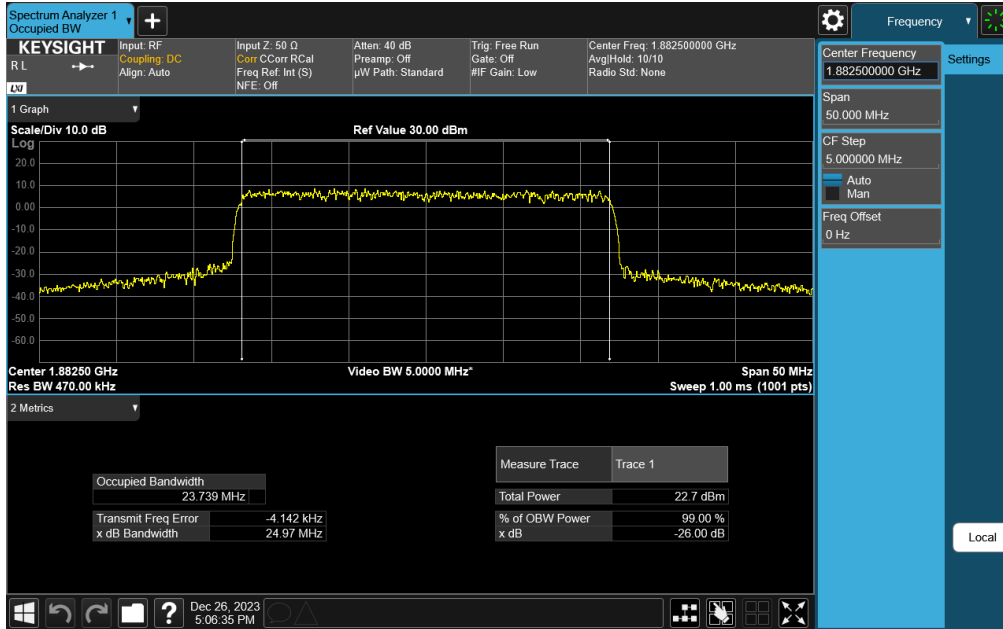 Spectrum Analyzer 1
Occupied BW
+
Frequency
KEYSIGHT
R L
LXI
Input: RF
Coupling: DC
Align: Auto
Input Z: 50 Ω
Corr CCorr RCal
Freq Ref: Int (S)
NFE: Off
Atten: 40 dB
Preamp: Off
µW Path: Standard
Trig: Free Run
Gate: Off
#IF Gain: Low
Center Freq: 1.882500000 GHz
Avg|Hold: 10/10
Radio Std: None
Center Frequency
1.882500000 GHz
Settings
Span
50.000 MHz
CF Step
5.000000 MHz
Auto
Man
Freq Offset
0 Hz
Local
1 Graph
Scale/Div 10.0 dB
Ref Value 30.00 dBm
Log
20.0
10.0
0.00
-10.0
-20.0
-30.0
-40.0
-50.0
-60.0
Center 1.88250 GHz
Video BW 5.0000 MHz*
Span 50 MHz
Res BW 470.00 kHz
Sweep 1.00 ms (1001 pts)
2 Metrics
Measure Trace
Trace 1
Occupied Bandwidth
23.739 MHz
Total Power
22.7 dBm
Transmit Freq Error
-4.142 kHz
% of OBW Power
99.00 %
x dB Bandwidth
24.97 MHz
x dB
-26.00 dB
?
Dec 26, 2023
5:06:35 PM